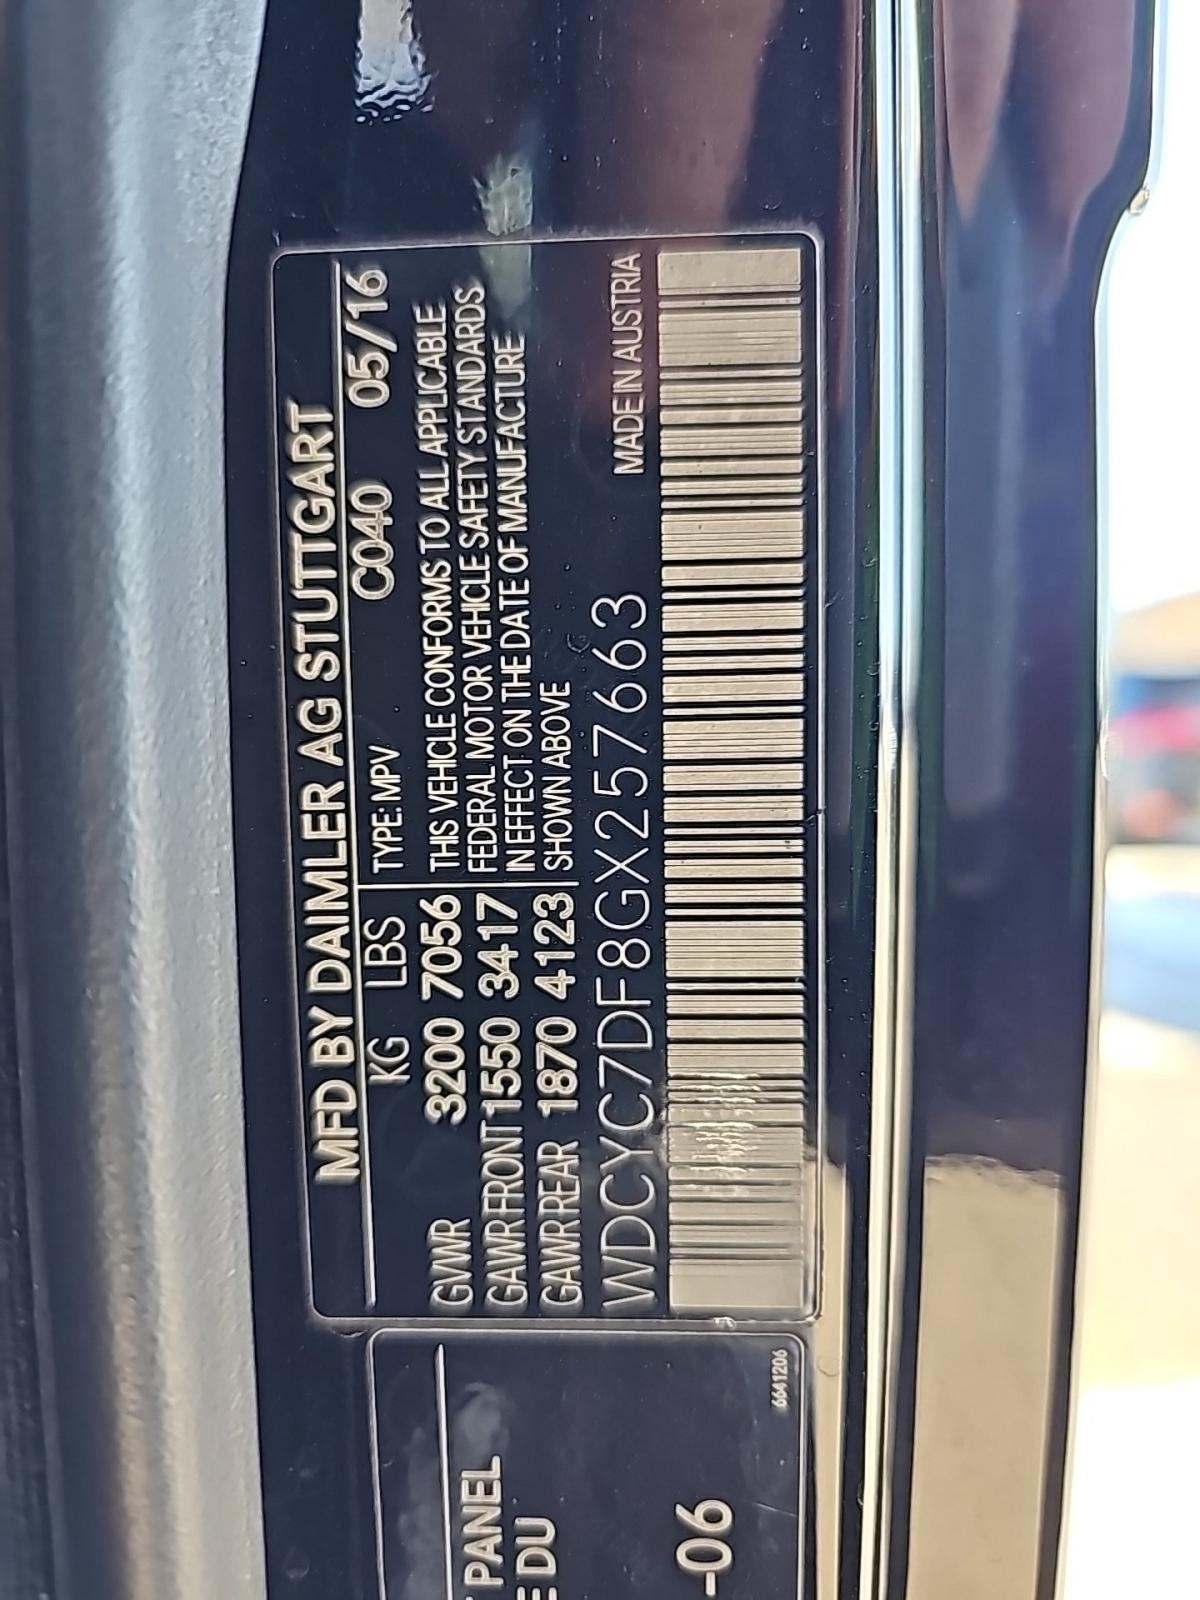 MFD BY DAIMLER AG STUTTGART
KG LBS TYPE: MPV C040 05/16
GVWR 3200 7056 THIS VEHICLE CONFORMS TO ALL APPLICABLE
GAWR FRONT 1550 3417 FEDERAL MOTOR VEHICLE SAFETY STANDARDS
GAWR REAR 1870 4123 IN EFFECT ON THE DATE OF MANUFACTURE
SHOWN ABOVE
WDCYC7DF8GX257663 MADE IN AUSTRIA
PANEL
DU
-06
6641206